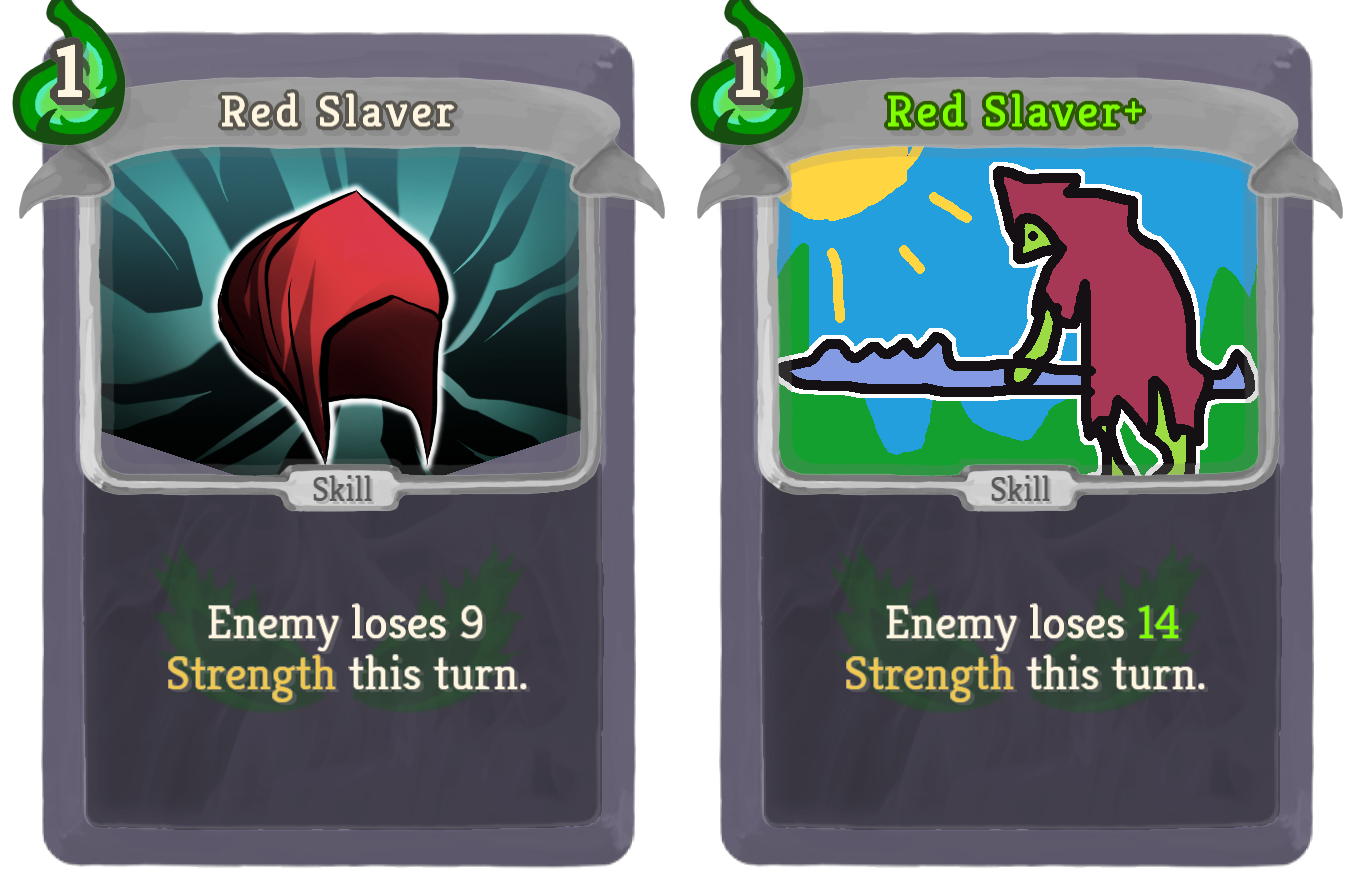 1
Red Slaver
Skill
Enemy loses 9
Strength this turn.
1
Red Slaver+
Skill
Enemy loses 14
Strength this turn.